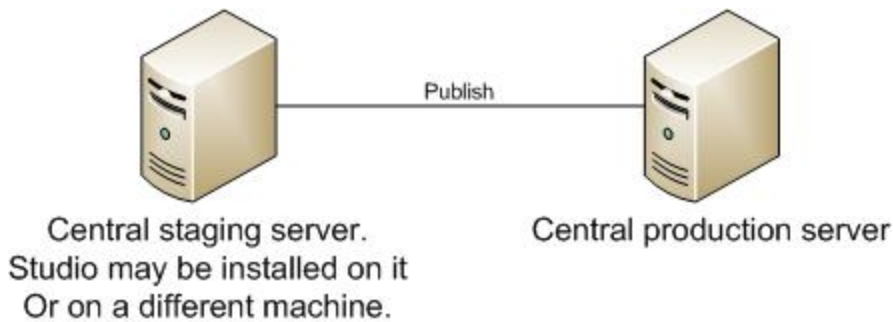 Publish
Central staging server.
Studio may be installed on it
Or on a different machine.
Central production server